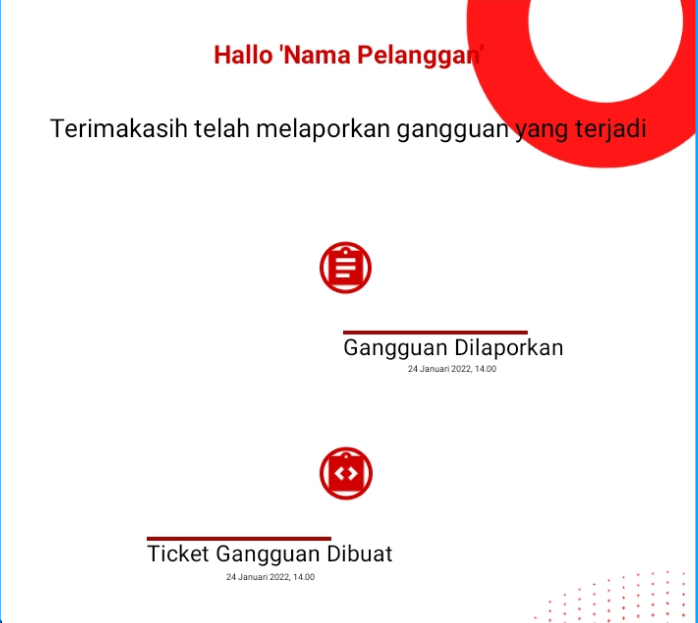 Hallo 'Nama Pelanggan'
Terimakasih telah melaporkan gangguan yang terjadi
Gangguan Dilaporkan
24 Januari 2022, 14.00
Ticket Gangguan Dibuat
24 Januari 2022, 14.00